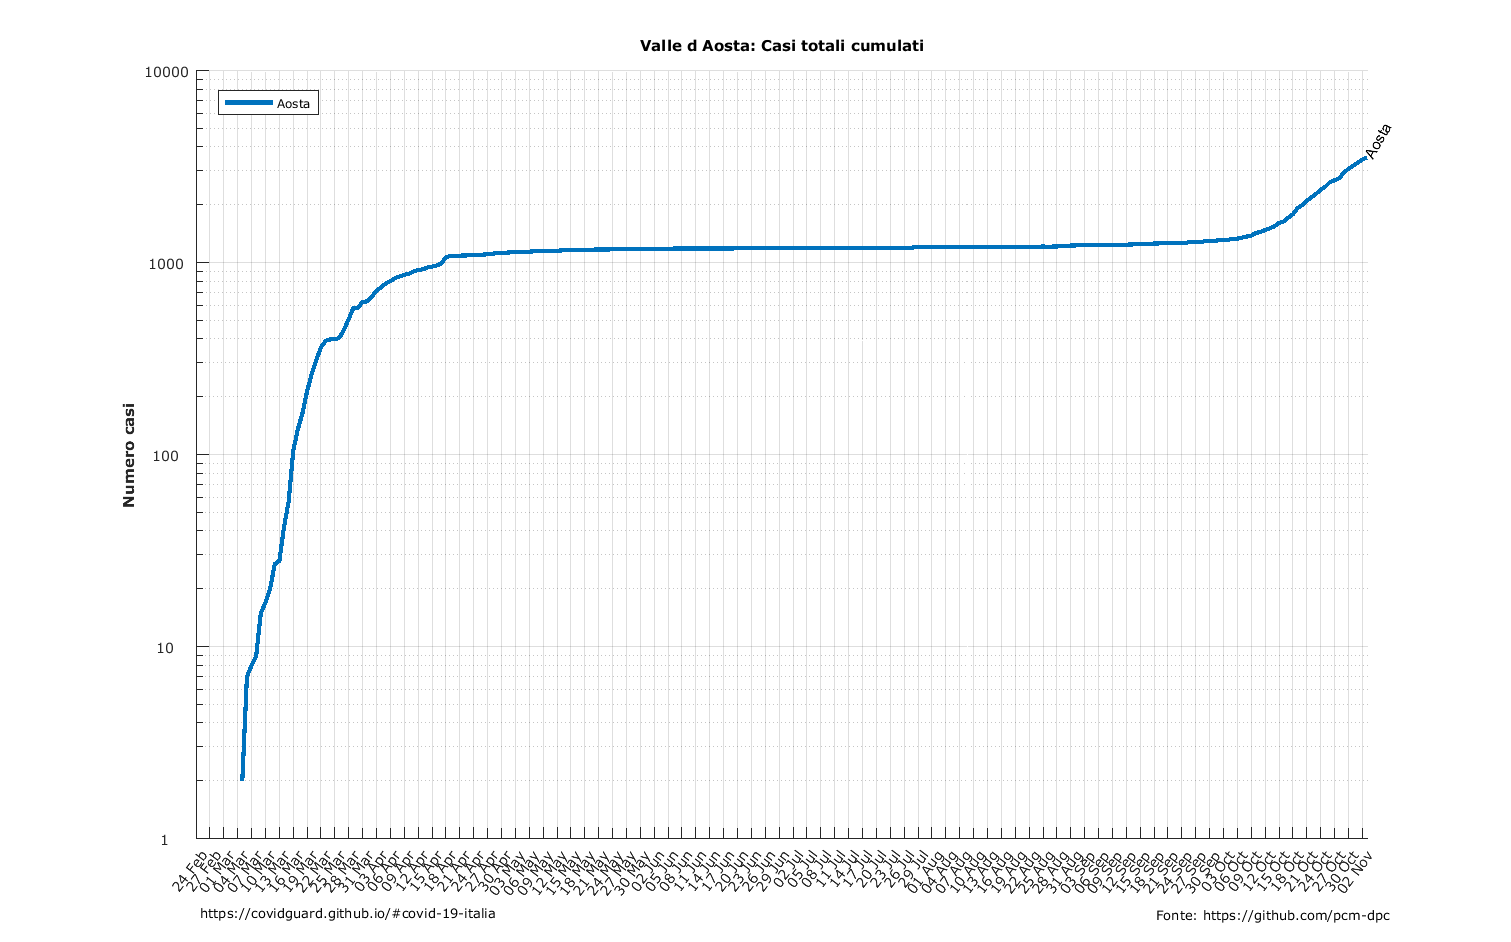 Valle d Aosta: Casi totali cumulati
10000
1000
100
10
1
Numero casi
Aosta
Aosta
24 Feb
27 Feb
01 Mar
04 Mar
07 Mar
10 Mar
13 Mar
16 Mar
19 Mar
22 Mar
25 Mar
28 Mar
31 Mar
03 Apr
06 Apr
09 Apr
12 Apr
15 Apr
18 Apr
21 Apr
24 Apr
27 Apr
30 Apr
03 May
06 May
09 May
12 May
15 May
18 May
21 May
24 May
27 May
30 May
02 Jun
05 Jun
08 Jun
11 Jun
14 Jun
17 Jun
20 Jun
23 Jun
26 Jun
29 Jun
02 Jul
05 Jul
08 Jul
11 Jul
14 Jul
17 Jul
20 Jul
23 Jul
26 Jul
29 Jul
01 Aug
04 Aug
07 Aug
10 Aug
13 Aug
16 Aug
19 Aug
22 Aug
25 Aug
28 Aug
31 Aug
03 Sep
06 Sep
09 Sep
12 Sep
15 Sep
18 Sep
21 Sep
24 Sep
27 Sep
30 Sep
03 Oct
06 Oct
09 Oct
12 Oct
15 Oct
18 Oct
21 Oct
24 Oct
27 Oct
30 Oct
02 Nov
https://covidguard.github.io/#covid-19-italia
Fonte: https://github.com/pcm-dpc